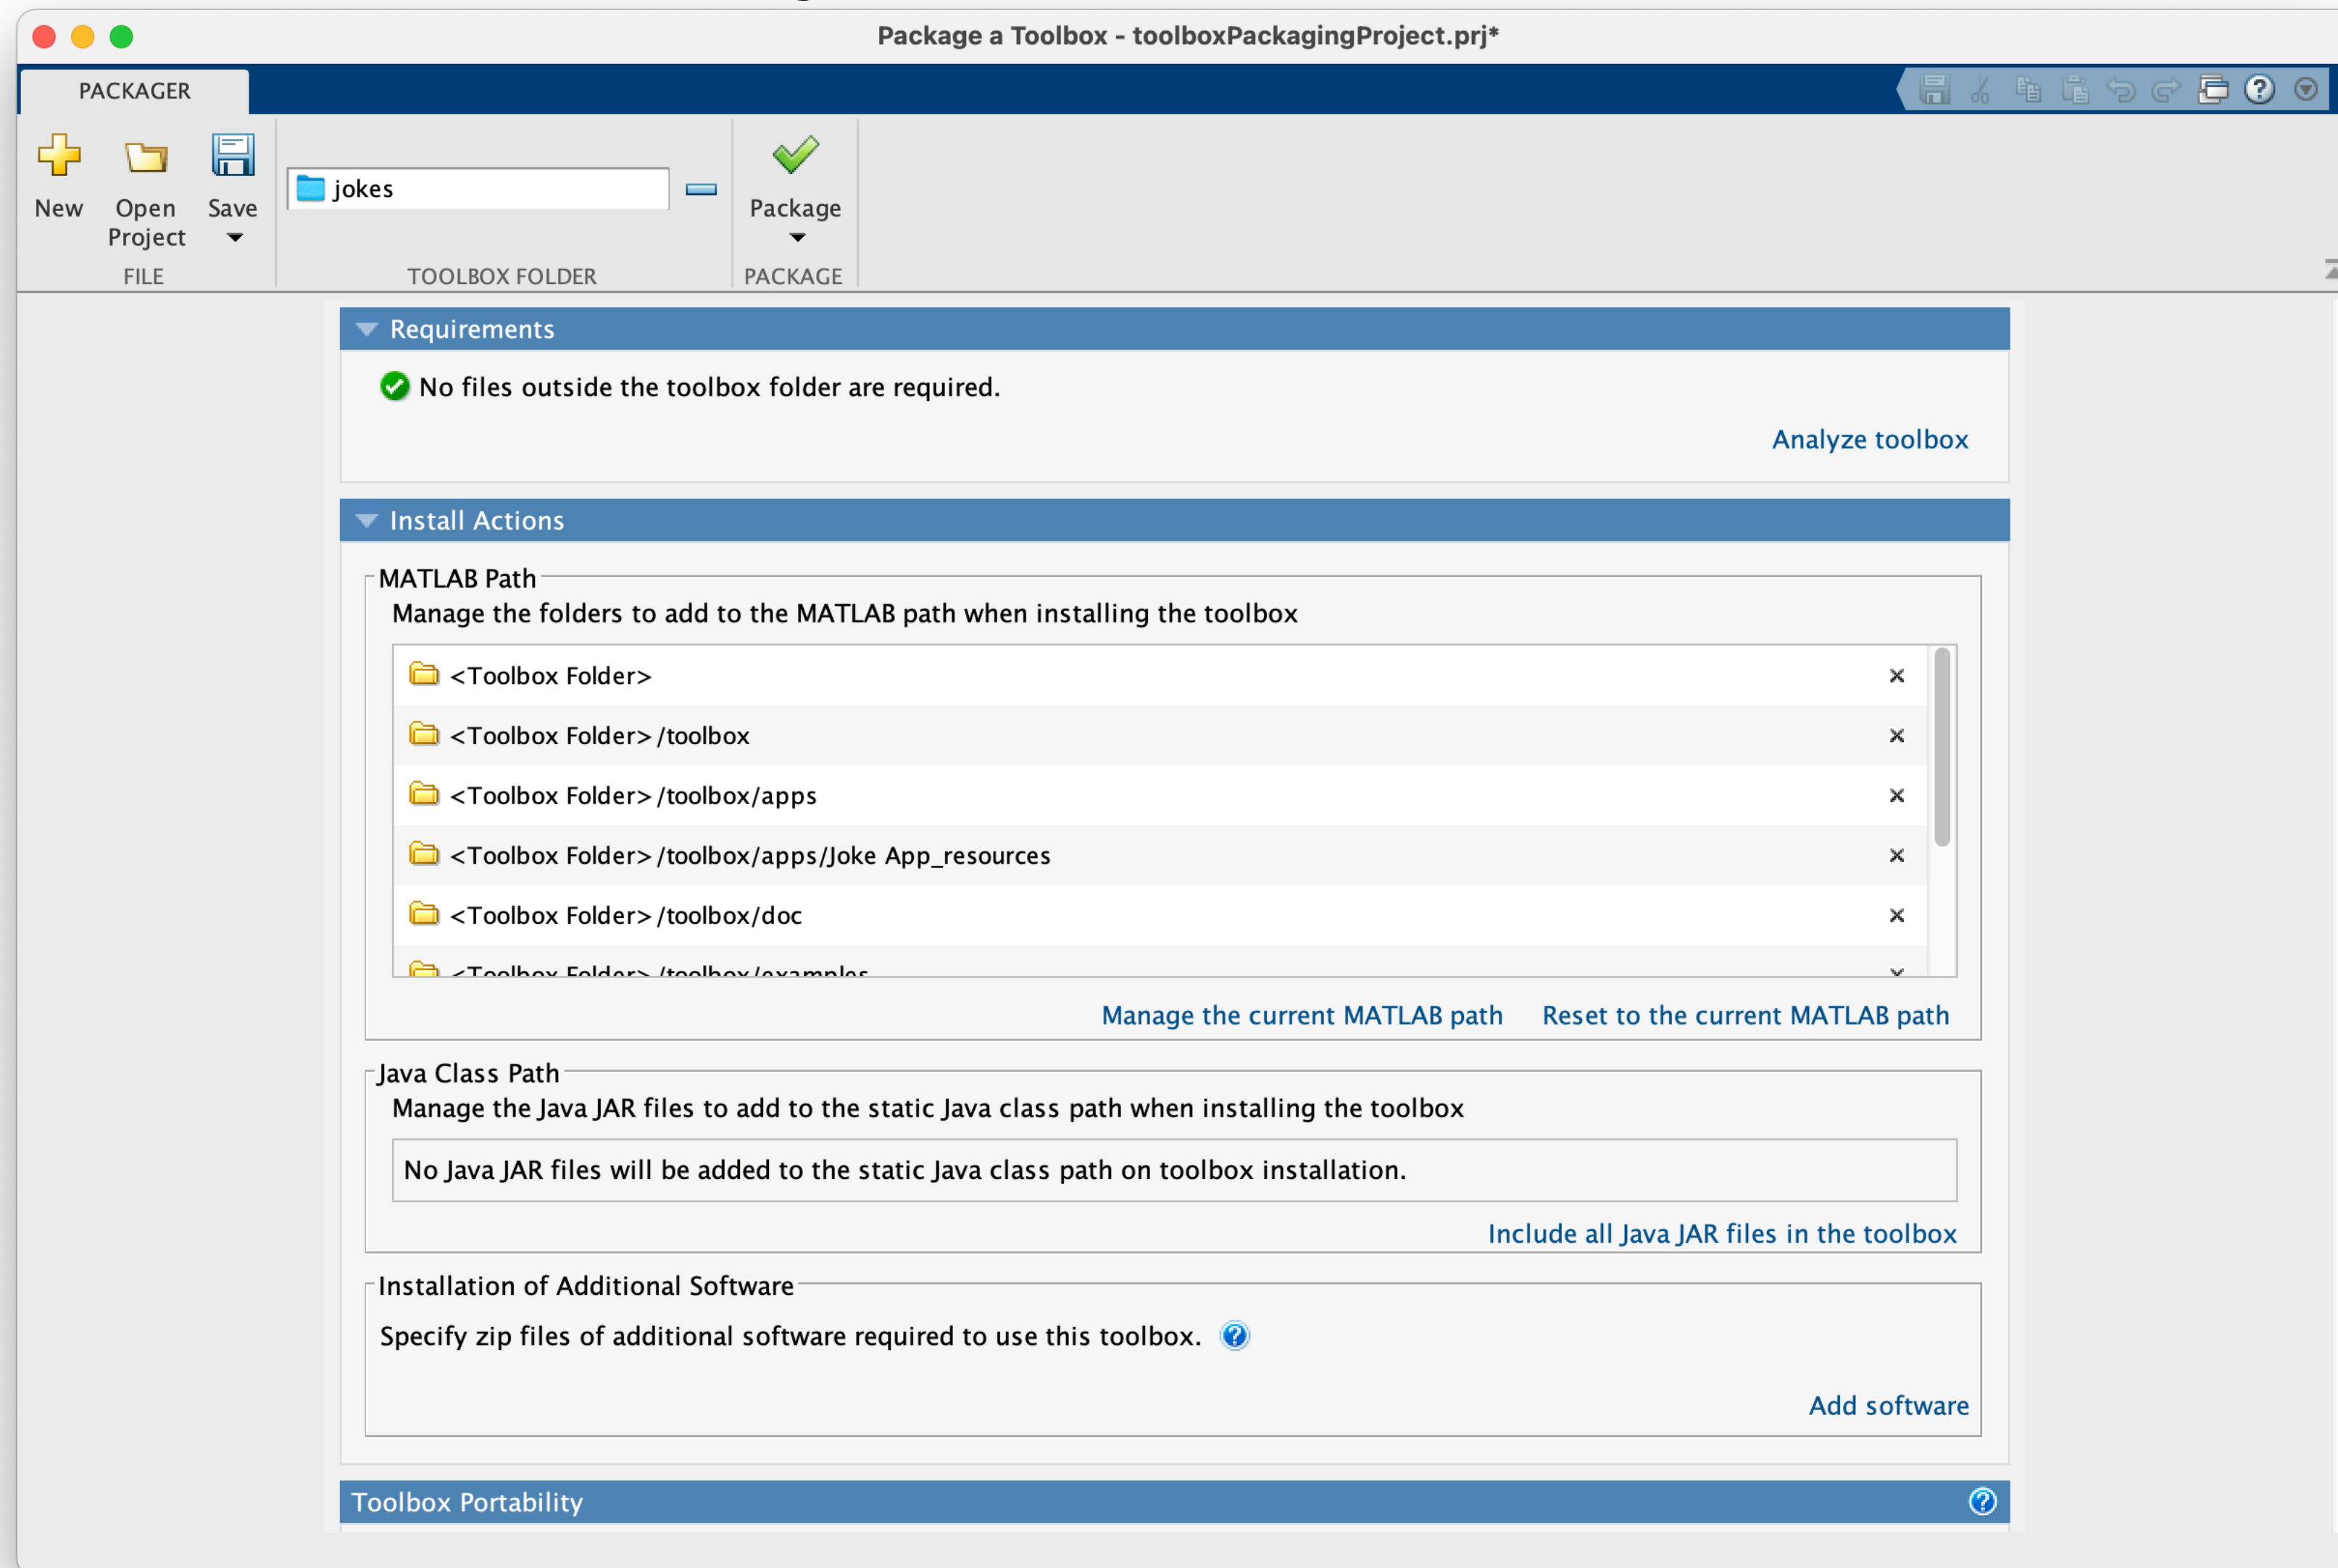 Package a Toolbox - toolboxPackagingProject.prj*
PACKAGER
New
Open Project
Save
jokes
Package
FILE
TOOLBOX FOLDER
PACKAGE
Requirements
No files outside the toolbox folder are required.
Analyze toolbox
Install Actions
MATLAB Path
Manage the folders to add to the MATLAB path when installing the toolbox
<Toolbox Folder>
<Toolbox Folder>/toolbox
<Toolbox Folder>/toolbox/apps
<Toolbox Folder>/toolbox/apps/Joke App_resources
<Toolbox Folder>/toolbox/doc
<Toolbox Folder>/toolbox/examples
Manage the current MATLAB path
Reset to the current MATLAB path
Java Class Path
Manage the Java JAR files to add to the static Java class path when installing the toolbox
No Java JAR files will be added to the static Java class path on toolbox installation.
Include all Java JAR files in the toolbox
Installation of Additional Software
Specify zip files of additional software required to use this toolbox.
Add software
Toolbox Portability